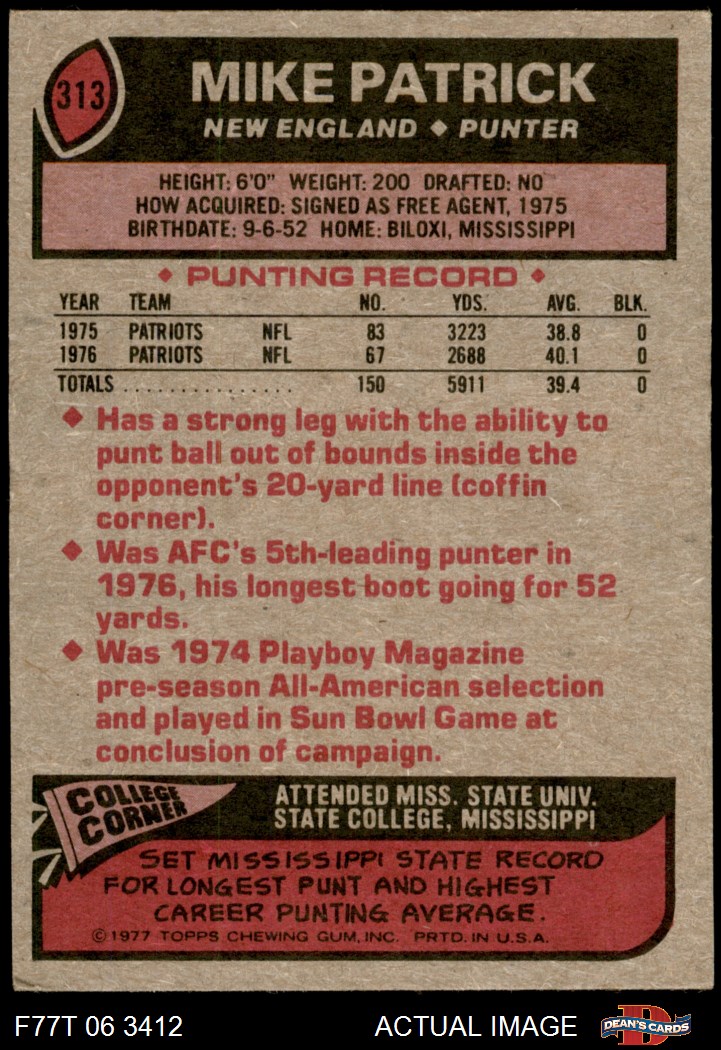 313
MIKE PATRICK
NEW ENGLAND ◆ PUNTER
HEIGHT: 6'0" WEIGHT: 200 DRAFTED: NO
HOW ACQUIRED: SIGNED AS FREE AGENT, 1975
BIRTHDATE: 9-6-52 HOME: BILOXI, MISSISSIPPI
◆ PUNTING RECORD ◆
YEAR TEAM NO. YDS. AVG. BLK.
1975 PATRIOTS NFL 83 3223 38.8 0
1976 PATRIOTS NFL 67 2688 40.1 0
TOTALS . . . . . . . . . . . . . . . 150 5911 39.4 0
◆ Has a strong leg with the ability to
punt ball out of bounds inside the
opponent's 20-yard line (coffin
corner).
◆ Was AFC's 5th-leading punter in
1976, his longest boot going for 52
yards.
◆ Was 1974 Playboy Magazine
pre-season All-American selection
and played in Sun Bowl Game at
conclusion of campaign.
COLLEGE
CORNER
ATTENDED MISS. STATE UNIV.
STATE COLLEGE, MISSISSIPPI
SET MISSISSIPPI STATE RECORD
FOR LONGEST PUNT AND HIGHEST
CAREER PUNTING AVERAGE.
© 1977 TOPPS CHEWING GUM, INC. PRTD. IN U.S.A.
F77T 06 3412 ACTUAL IMAGE
D
DEAN'S CARDS